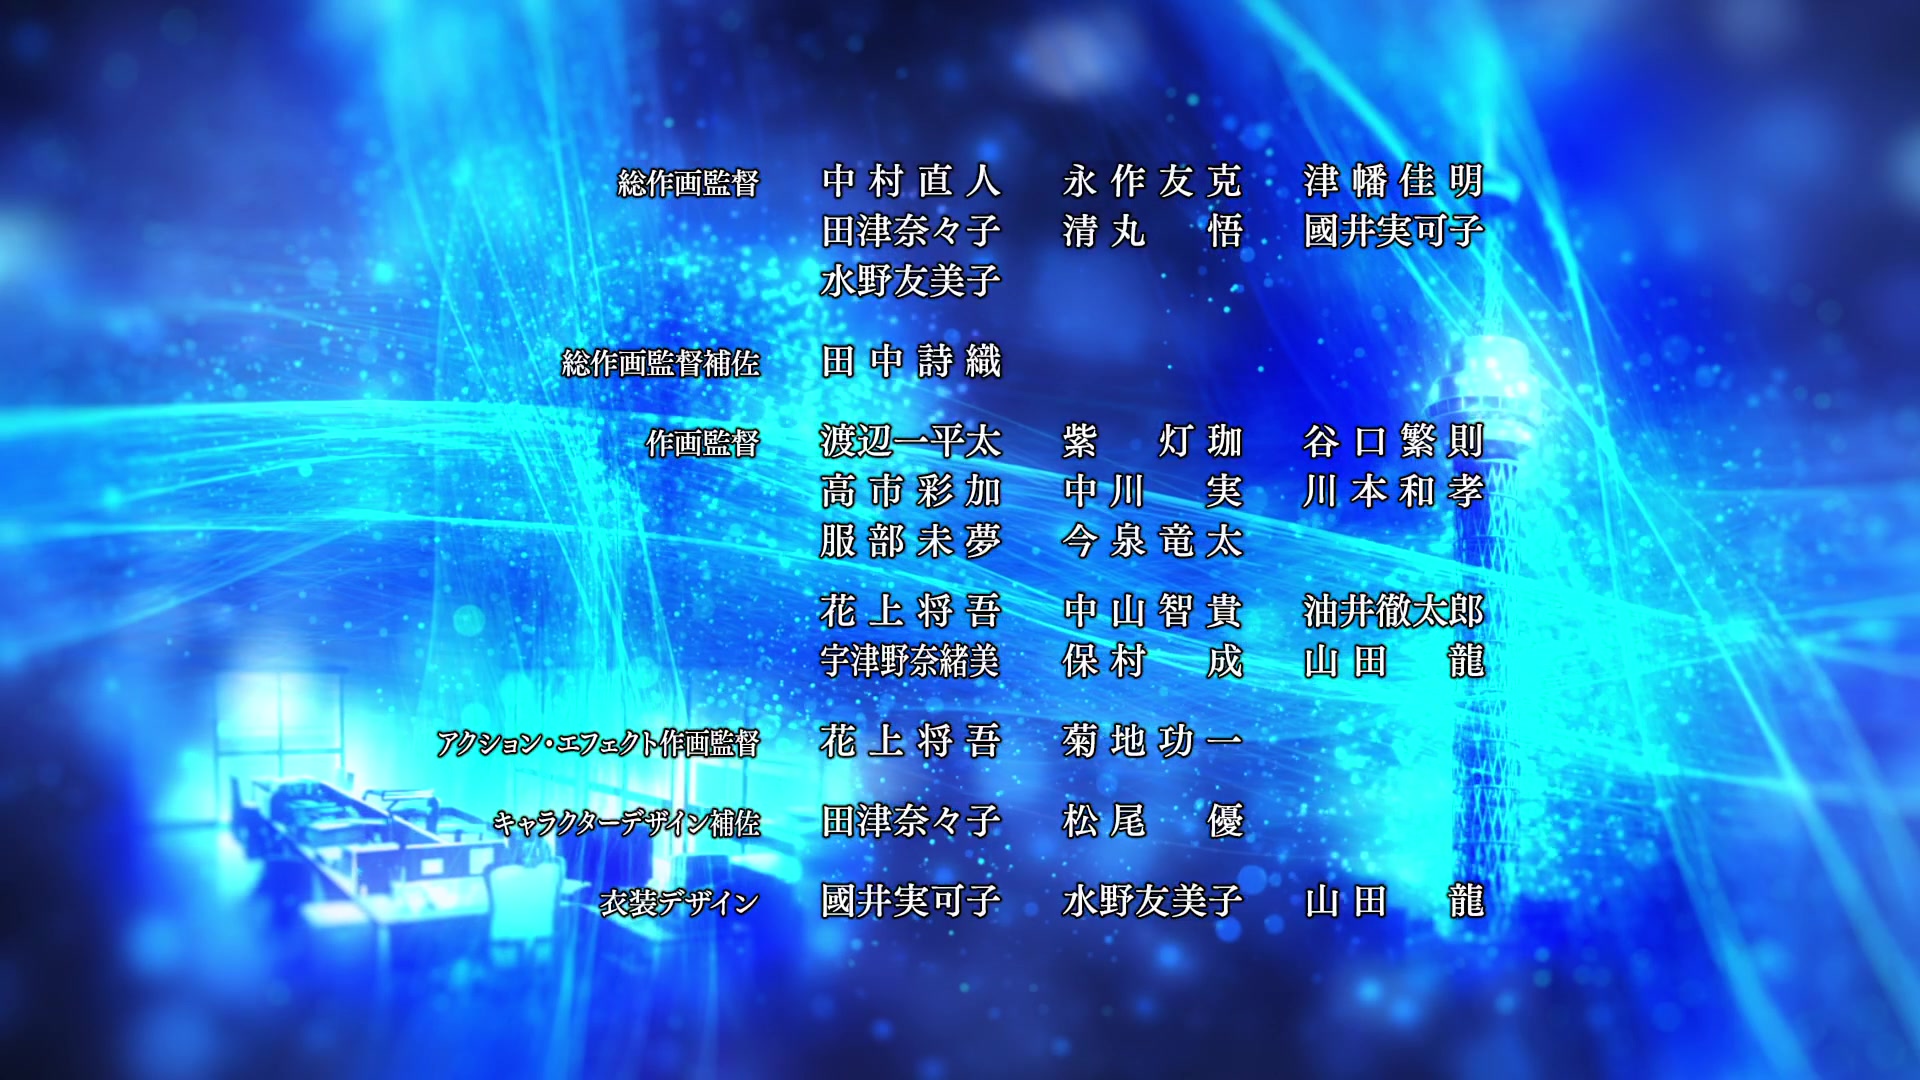 総作画監督 中村直人 永作友克 津幡佳明
田津奈々子 清丸 悟 國井実可子
水野友美子
総作画監督補佐 田中詩織
作画監督 渡辺一平太 紫 灯珈 谷口繁則
高市彩加 中川 実 川本和孝
服部未夢 今泉竜太
花上将吾 中山智貴 油井徹太郎
宇津野奈緒美 保村 成 山田 龍
アクション・エフェクト作画監督 花上将吾 菊地功一
キャラクターデザイン補佐 田津奈々子 松尾 優
衣装デザイン 國井実可子 水野友美子 山田 龍